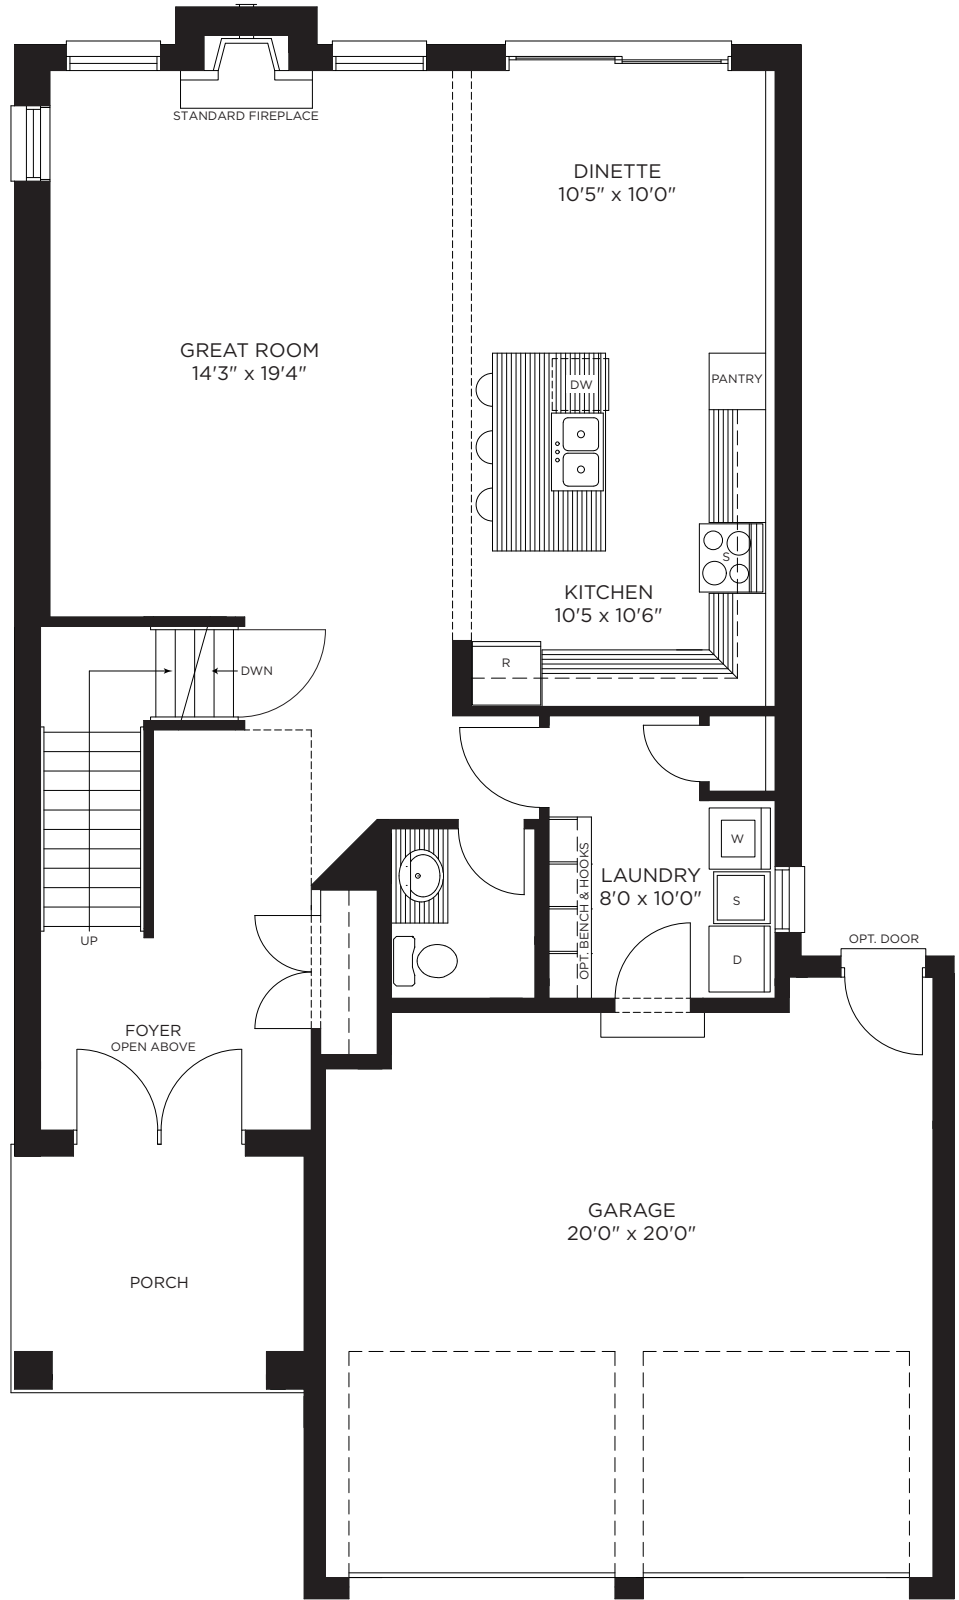 STANDARD FIREPLACE
DINETTE
10'5" x 10'0"
GREAT ROOM
14'3" x 19'4"
DW
PANTRY
S
KITCHEN
10'5 x 10'6"
R
DWN
W
OPT. BENCH & HOOKS
LAUNDRY
8'0 x 10'0"
S
UP
D
OPT. DOOR
FOYER
OPEN ABOVE
GARAGE
20'0" x 20'0"
PORCH